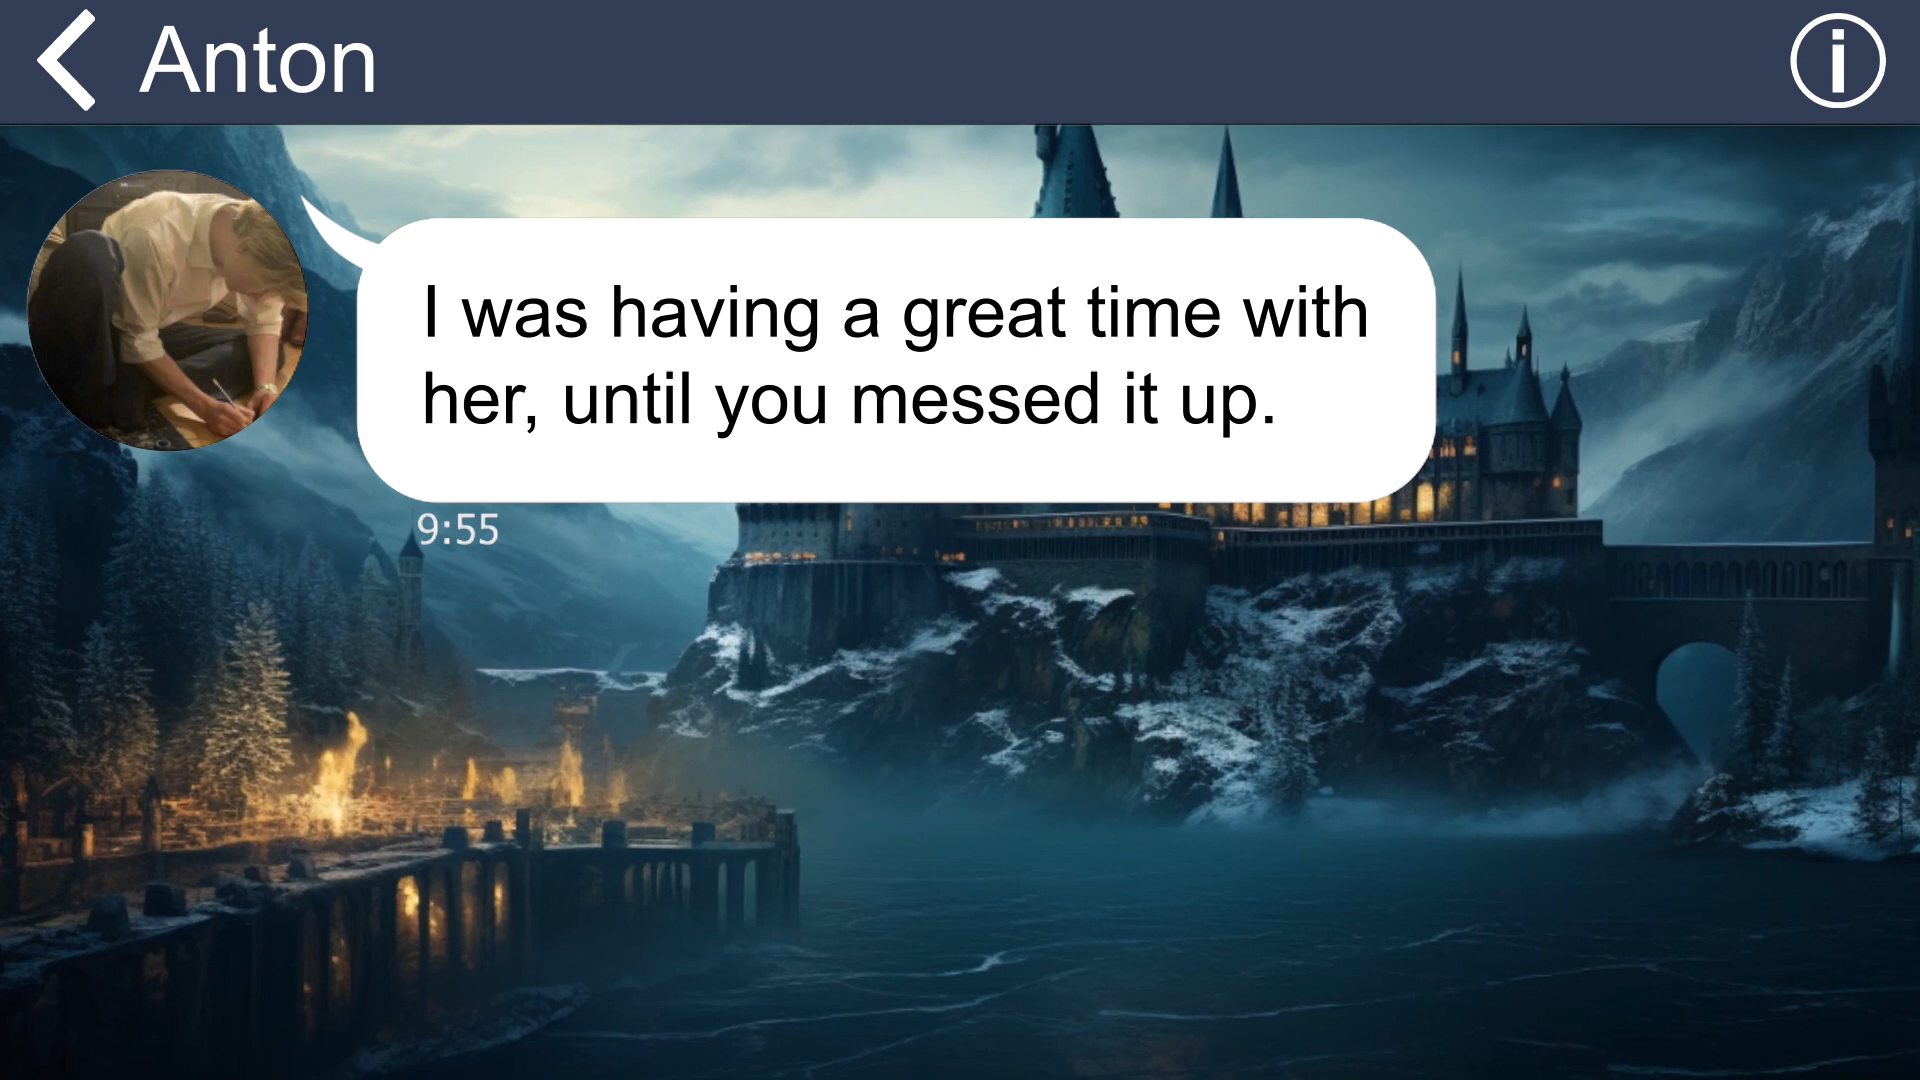 Anton
I was having a great time with
her, until you messed it up.
9:55